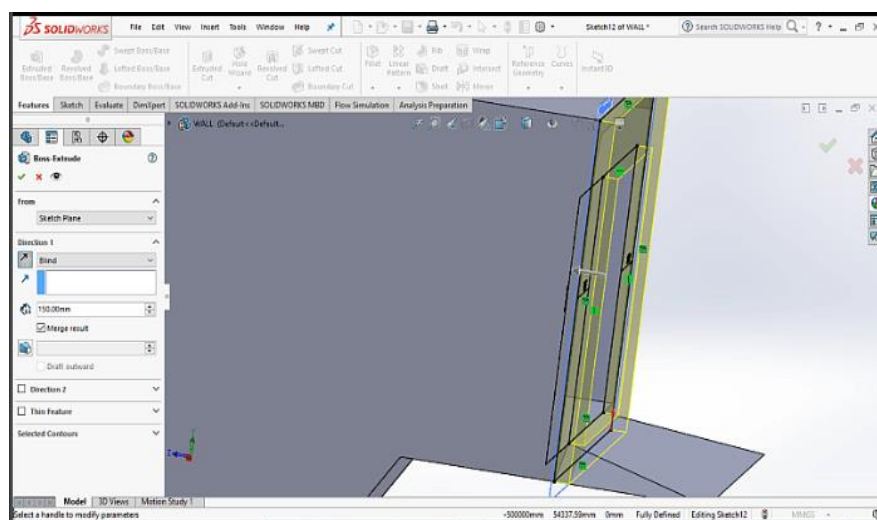 SOLIDWORKS File Edit View Insert Tools Window Help Sketch12 of WALL * Search SOLIDWORKS Help
Extruded Boss/Base Revolved Boss/Base Swept Boss/Base Lofted Boss/Base Boundary Boss/Base Extruded Cut Hole Wizard Revolved Cut Swept Cut Lofted Cut Boundary Cut Fillet Linear Pattern Rib Draft Shell Wrap Intersect Mirror Reference Geometry Curves Instant3D
Features Sketch Evaluate DimXpert SOLIDWORKS Add-Ins SOLIDWORKS MBD Flow Simulation Analysis Preparation
WALL (Default<<Default...
Boss-Extrude
From
Sketch Plane
Direction 1
Blind
150.00mm
Merge result
Draft outward
Direction 2
Thin Feature
Selected Contours
Z
Model 3D Views Motion Study 1
Select a handle to modify parameters -500000mm 54337.59mm 0mm Fully Defined Editing Sketch12 MMGS